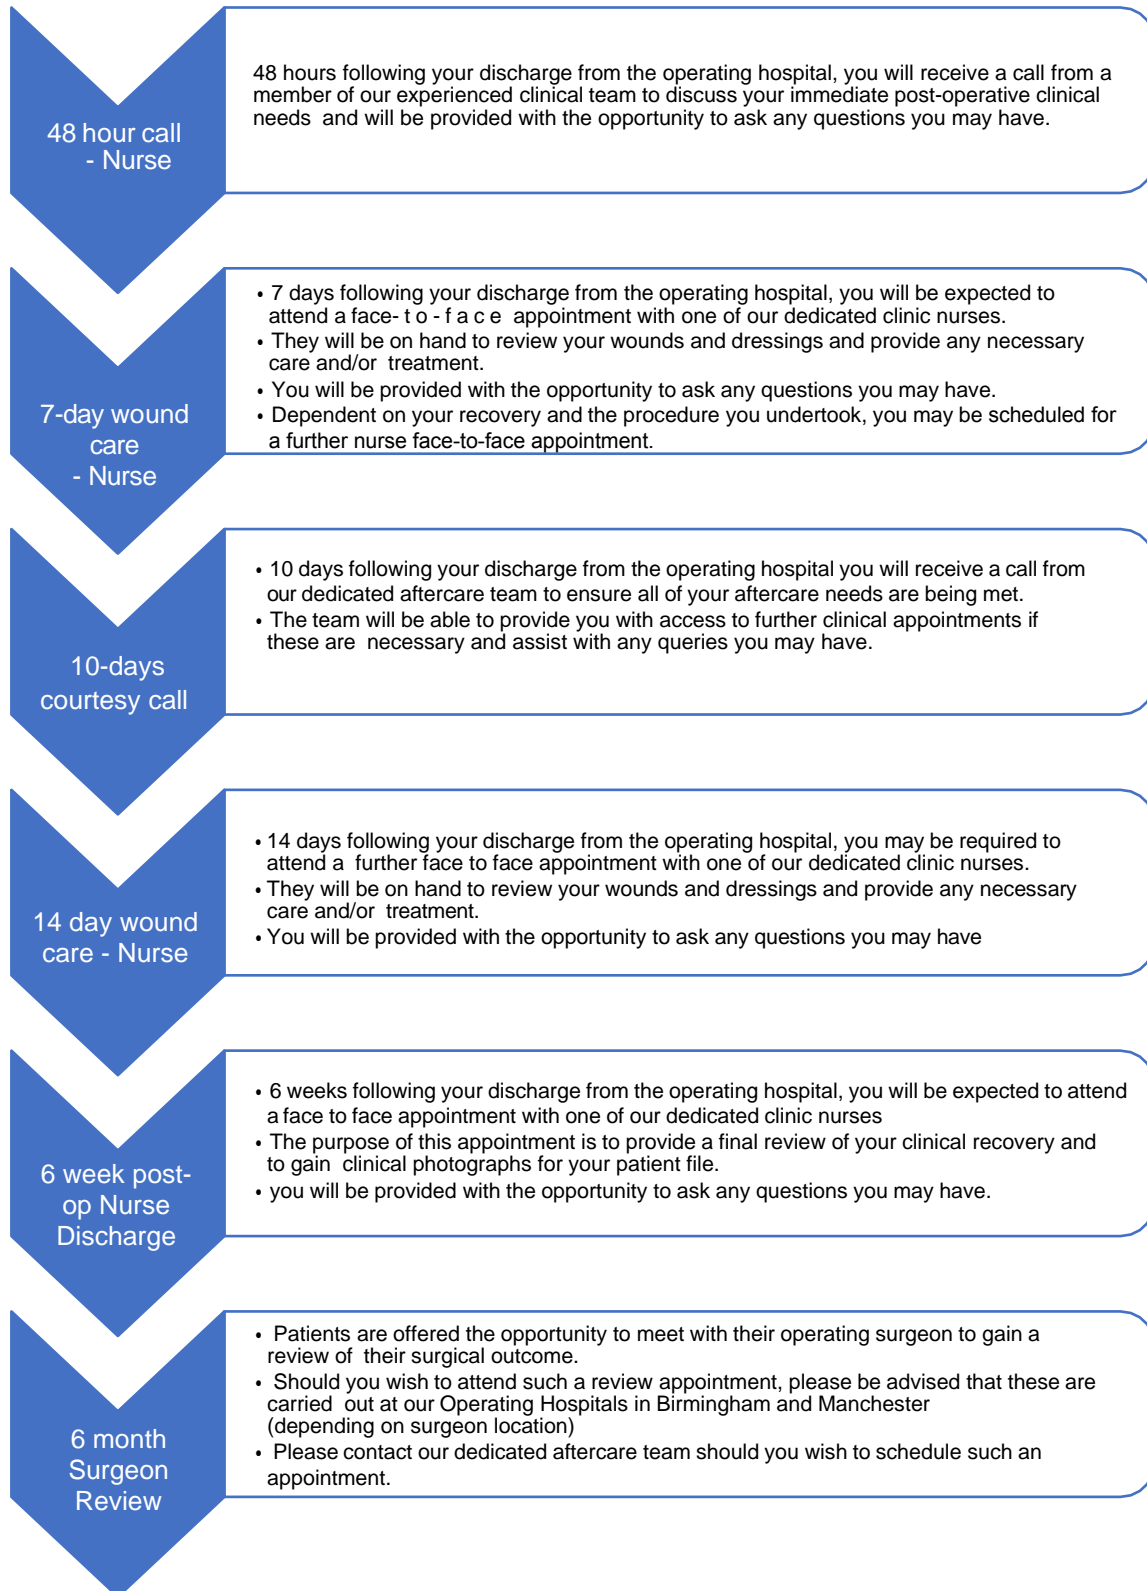 48 hour call
- Nurse
48 hours following your discharge from the operating hospital, you will receive a call from a
member of our experienced clinical team to discuss your immediate post-operative clinical
needs and will be provided with the opportunity to ask any questions you may have.
7-day wound
care
- Nurse
• 7 days following your discharge from the operating hospital, you will be expected to
attend a face- t o - f a c e appointment with one of our dedicated clinic nurses.
• They will be on hand to review your wounds and dressings and provide any necessary
care and/or treatment.
• You will be provided with the opportunity to ask any questions you may have.
• Dependent on your recovery and the procedure you undertook, you may be scheduled for
a further nurse face-to-face appointment.
10-days
courtesy call
• 10 days following your discharge from the operating hospital you will receive a call from
our dedicated aftercare team to ensure all of your aftercare needs are being met.
• The team will be able to provide you with access to further clinical appointments if
these are necessary and assist with any queries you may have.
14 day wound
care - Nurse
• 14 days following your discharge from the operating hospital, you may be required to
attend a further face to face appointment with one of our dedicated clinic nurses.
• They will be on hand to review your wounds and dressings and provide any necessary
care and/or treatment.
• You will be provided with the opportunity to ask any questions you may have
6 week post-
op Nurse
Discharge
• 6 weeks following your discharge from the operating hospital, you will be expected to attend
a face to face appointment with one of our dedicated clinic nurses
• The purpose of this appointment is to provide a final review of your clinical recovery and
to gain clinical photographs for your patient file.
• you will be provided with the opportunity to ask any questions you may have.
6 month
Surgeon
Review
• Patients are offered the opportunity to meet with their operating surgeon to gain a
review of their surgical outcome.
• Should you wish to attend such a review appointment, please be advised that these are
carried out at our Operating Hospitals in Birmingham and Manchester
(depending on surgeon location)
• Please contact our dedicated aftercare team should you wish to schedule such an
appointment.